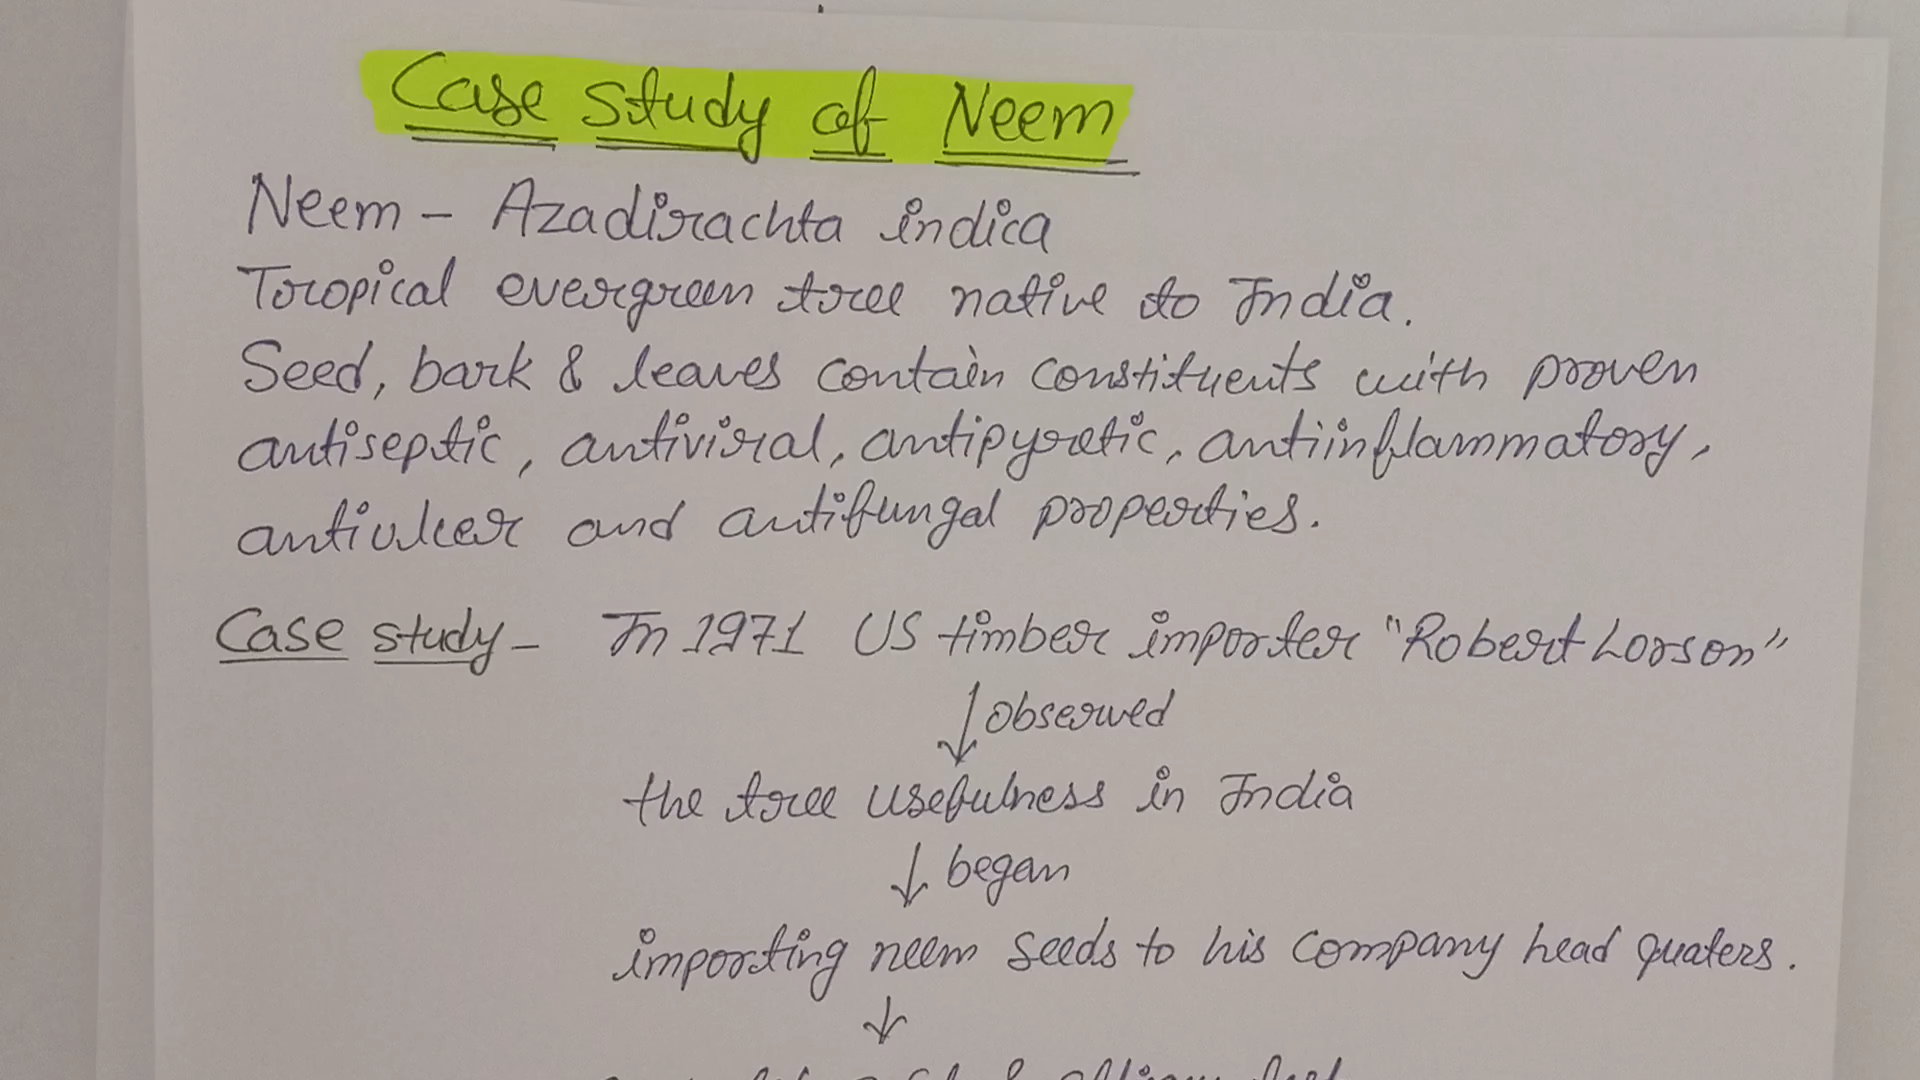 Case study of Neem
Neem - Azadirachta indica
Tropical evergreen tree native to India.
Seed, bark & leaves contain constituents with proven
antiseptic, antiviral, antipyretic, antiinflammatory,
antiulcer and antifungal properties.
Case study - In 1971 US timber importer "Robert Lorson"
↓ observed
the tree usefulness in India
↓ began
importing neem seeds to his company head quaters.
↓